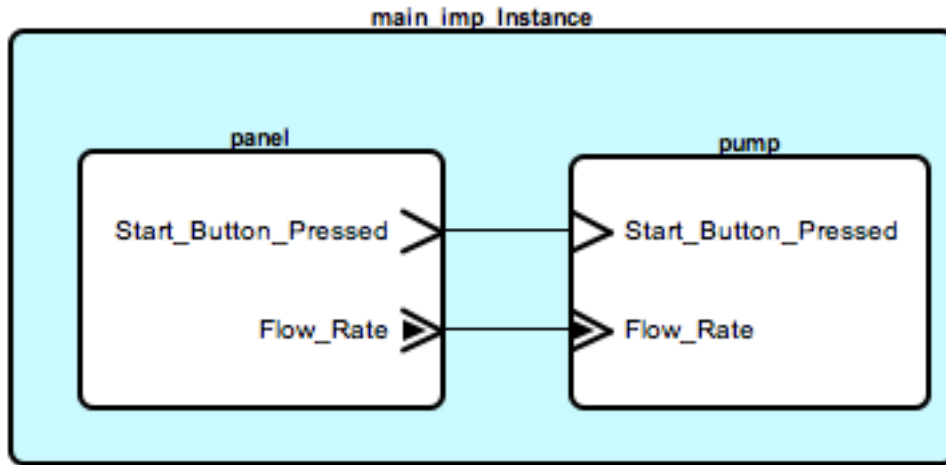 main_imp_Instance
panel
pump
Start_Button_Pressed
Start_Button_Pressed
Flow_Rate
Flow_Rate